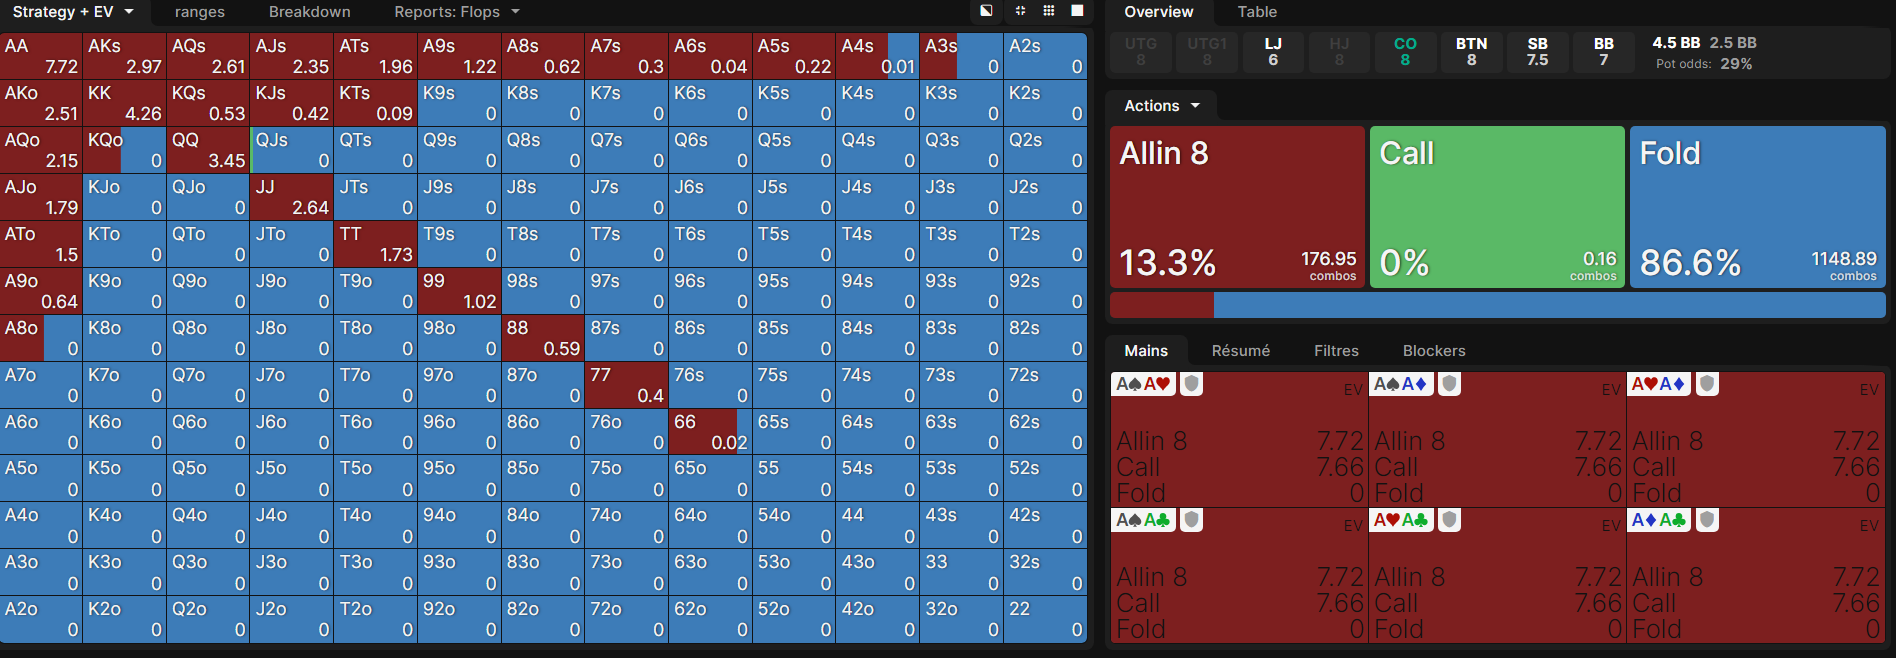 Strategy + EV ranges Breakdown Reports: Flops
AA AKs AQs AJs ATs A9s A8s A7s A6s A5s A4s A3s A2s
7.72 2.97 2.61 2.35 1.96 1.22 0.62 0.3 0.04 0.22 0.01 0 0
AKo KK KQs KJs KTs K9s K8s K7s K6s K5s K4s K3s K2s
2.51 4.26 0.53 0.42 0.09 0 0 0 0 0 0 0 0
AQo KQo QQ QJs QTs Q9s Q8s Q7s Q6s Q5s Q4s Q3s Q2s
2.15 0 3.45 0 0 0 0 0 0 0 0 0 0
AJo KJo QJo JJ JTs J9s J8s J7s J6s J5s J4s J3s J2s
1.79 0 0 2.64 0 0 0 0 0 0 0 0 0
ATo KTo QTo JTo TT T9s T8s T7s T6s T5s T4s T3s T2s
1.5 0 0 0 1.73 0 0 0 0 0 0 0 0
A9o K9o Q9o J9o T9o 99 98s 97s 96s 95s 94s 93s 92s
0.64 0 0 0 0 1.02 0 0 0 0 0 0 0
A8o K8o Q8o J8o T8o 98o 88 87s 86s 85s 84s 83s 82s
0 0 0 0 0 0 0.59 0 0 0 0 0 0
A7o K7o Q7o J7o T7o 97o 87o 77 76s 75s 74s 73s 72s
0 0 0 0 0 0 0 0.4 0 0 0 0 0
A6o K6o Q6o J6o T6o 96o 86o 76o 66 65s 64s 63s 62s
0 0 0 0 0 0 0 0 0.02 0 0 0 0
A5o K5o Q5o J5o T5o 95o 85o 75o 65o 55 54s 53s 52s
0 0 0 0 0 0 0 0 0 0 0 0 0
A4o K4o Q4o J4o T4o 94o 84o 74o 64o 54o 44 43s 42s
0 0 0 0 0 0 0 0 0 0 0 0 0
A3o K3o Q3o J3o T3o 93o 83o 73o 63o 53o 43o 33 32s
0 0 0 0 0 0 0 0 0 0 0 0 0
A2o K2o Q2o J2o T2o 92o 82o 72o 62o 52o 42o 32o 22
0 0 0 0 0 0 0 0 0 0 0 0 0
Overview Table
UTG UTG1 LJ HJ CO BTN SB BB 4.5 BB 2.5 BB
8 8 6 8 8 8 7.5 7 Pot odds: 29%
Actions
Allin 8 Call Fold
13.3% 176.95 combos 0% 0.16 combos 86.6% 1148.89 combos
Mains Résumé Filtres Blockers
A♠A♥ EV A♠A♦ EV A♥A♦ EV
Allin 8 7.72 Allin 8 7.72 Allin 8 7.72
Call 7.66 Call 7.66 Call 7.66
Fold 0 Fold 0 Fold 0
A♠A♣ EV A♥A♣ EV A♦A♣ EV
Allin 8 7.72 Allin 8 7.72 Allin 8 7.72
Call 7.66 Call 7.66 Call 7.66
Fold 0 Fold 0 Fold 0